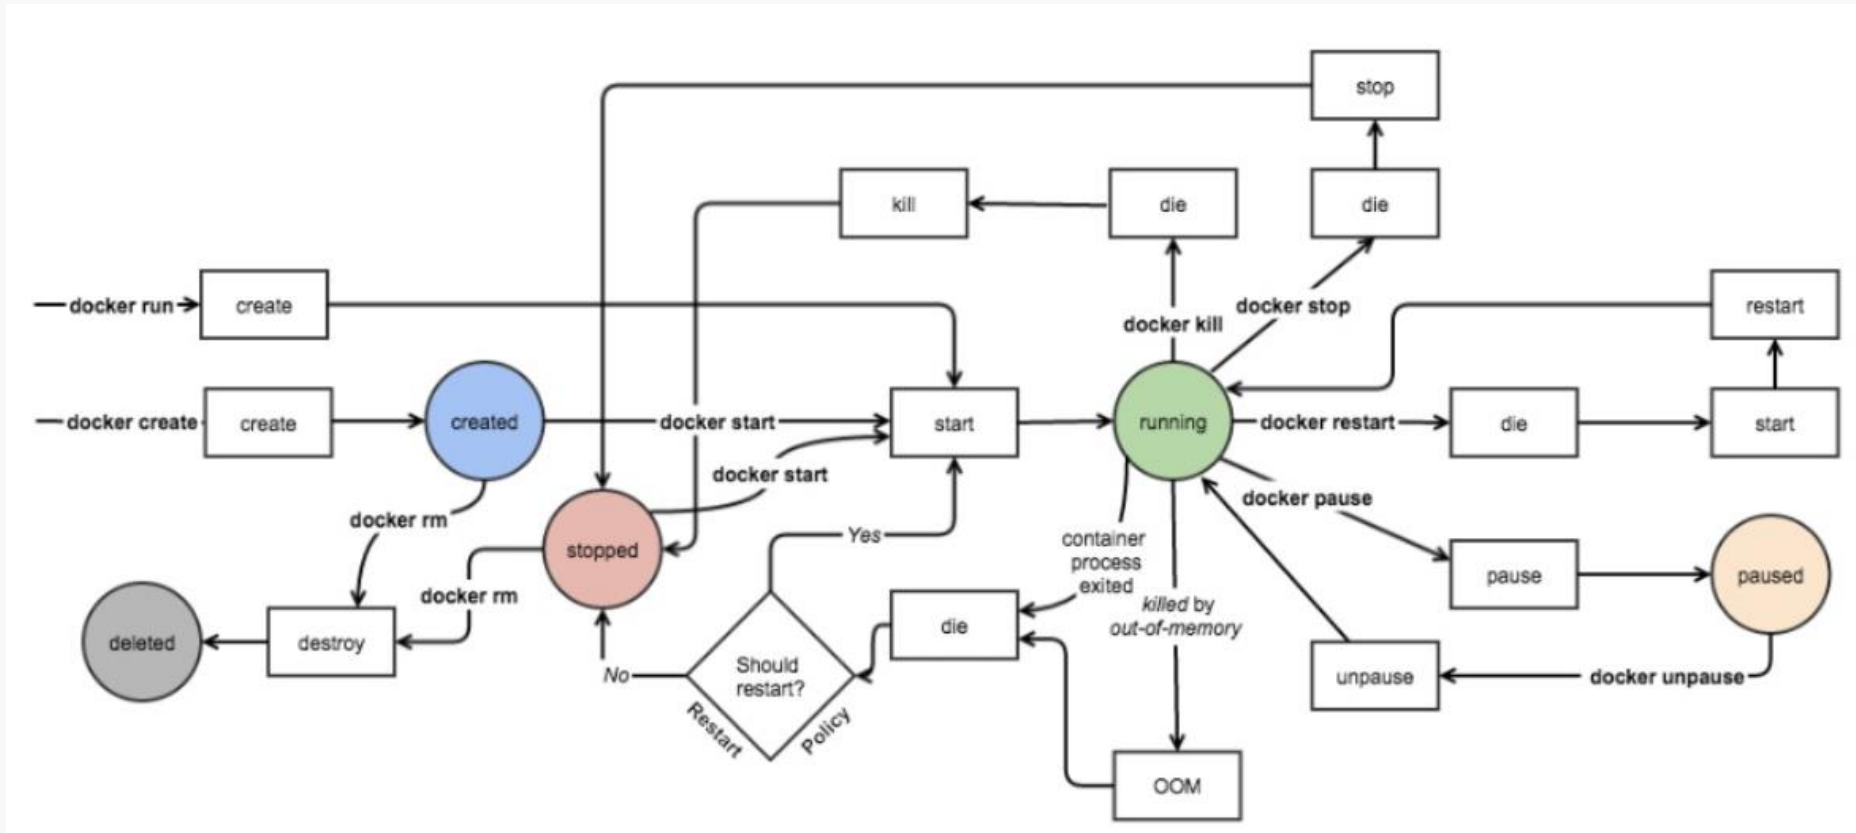 stop
kill
die
die
docker run
create
docker kill
docker stop
restart
docker create
create
created
docker start
start
running
docker restart
die
start
docker start
docker pause
docker rm
stopped
Yes
container
process
exited
pause
paused
docker rm
killed by
out-of-memory
die
deleted
destroy
No
Should
restart?
Restart
Policy
unpause
docker unpause
OOM